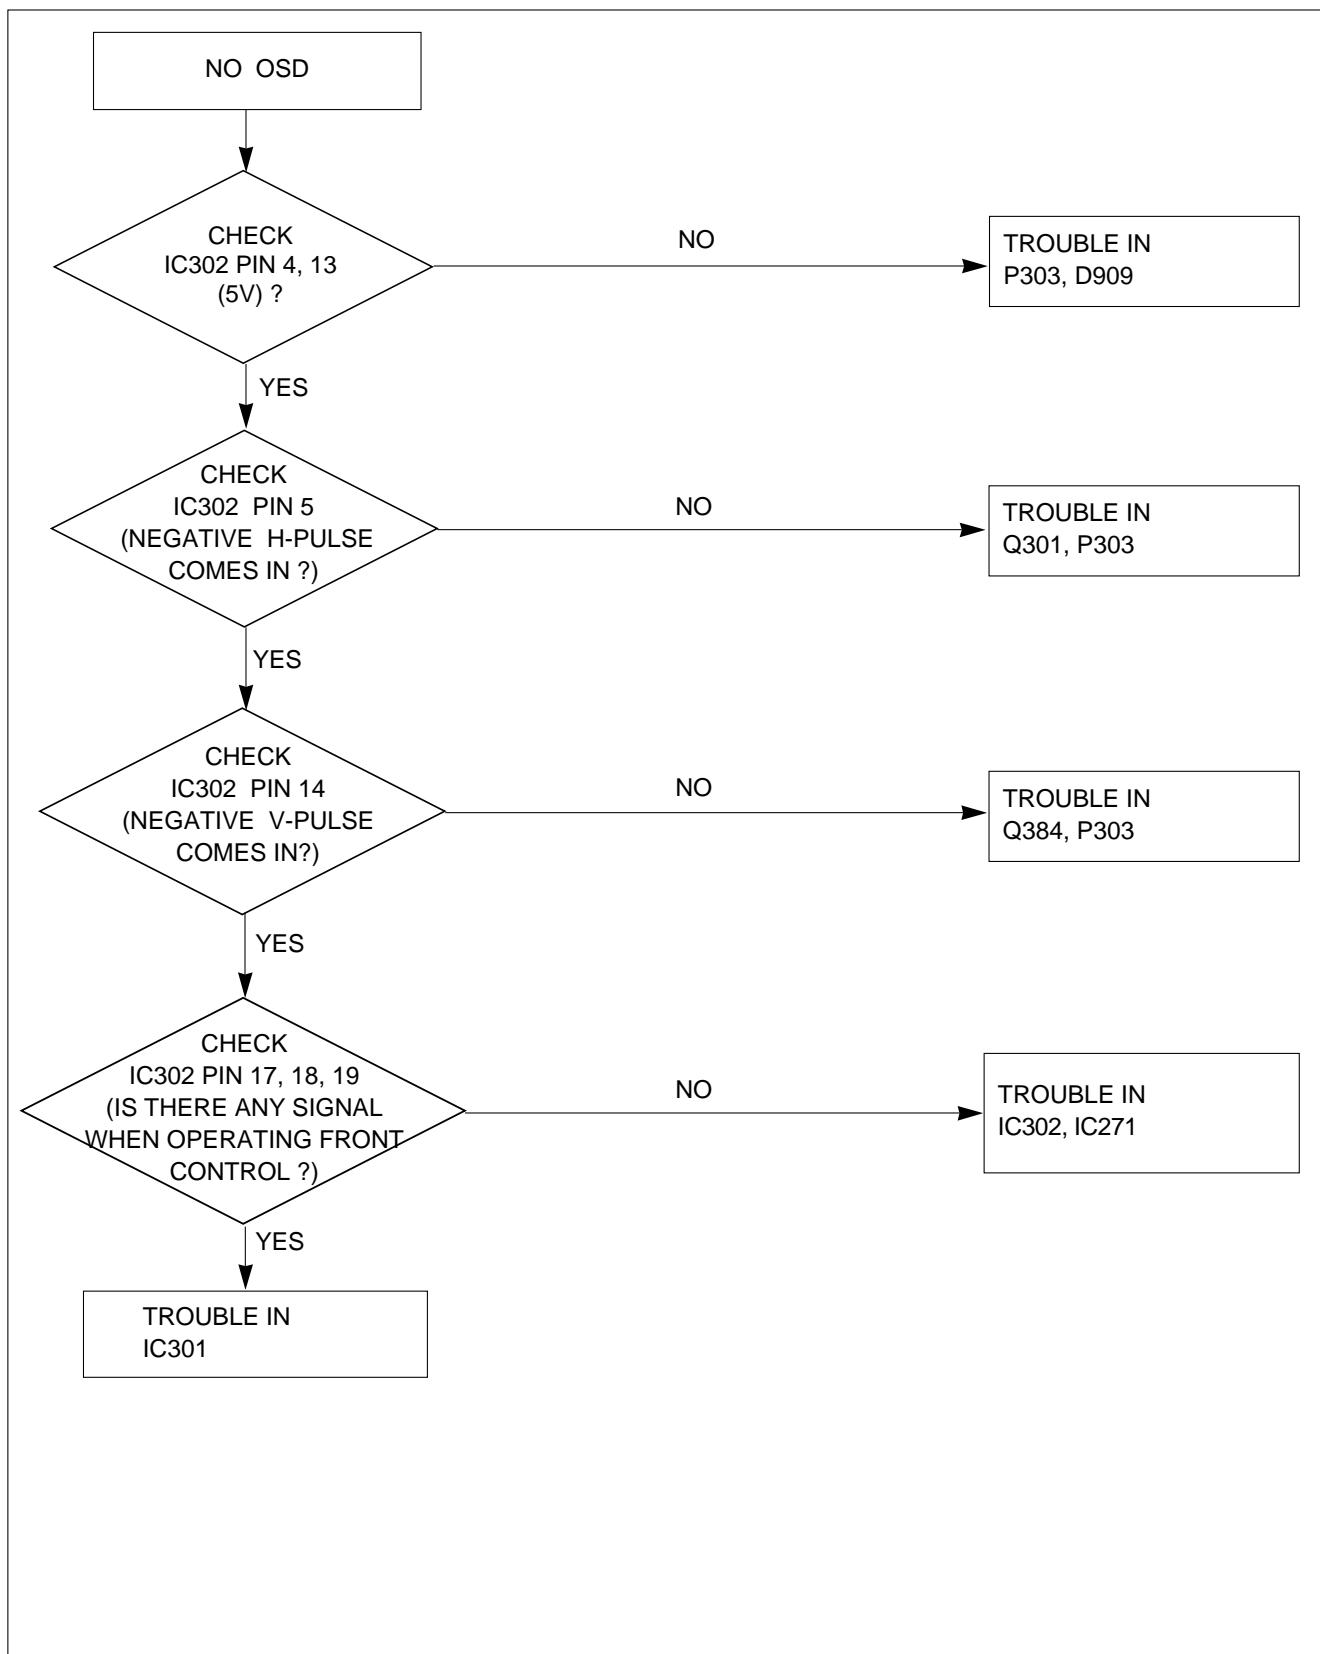 NO OSD
CHECK
IC302 PIN 4, 13
(5V) ?
NO
TROUBLE IN
P303, D909
YES
CHECK
IC302 PIN 5
(NEGATIVE H-PULSE
COMES IN ?)
NO
TROUBLE IN
Q301, P303
YES
CHECK
IC302 PIN 14
(NEGATIVE V-PULSE
COMES IN?)
NO
TROUBLE IN
Q384, P303
YES
CHECK
IC302 PIN 17, 18, 19
(IS THERE ANY SIGNAL
WHEN OPERATING FRONT
CONTROL ?)
NO
TROUBLE IN
IC302, IC271
YES
TROUBLE IN
IC301